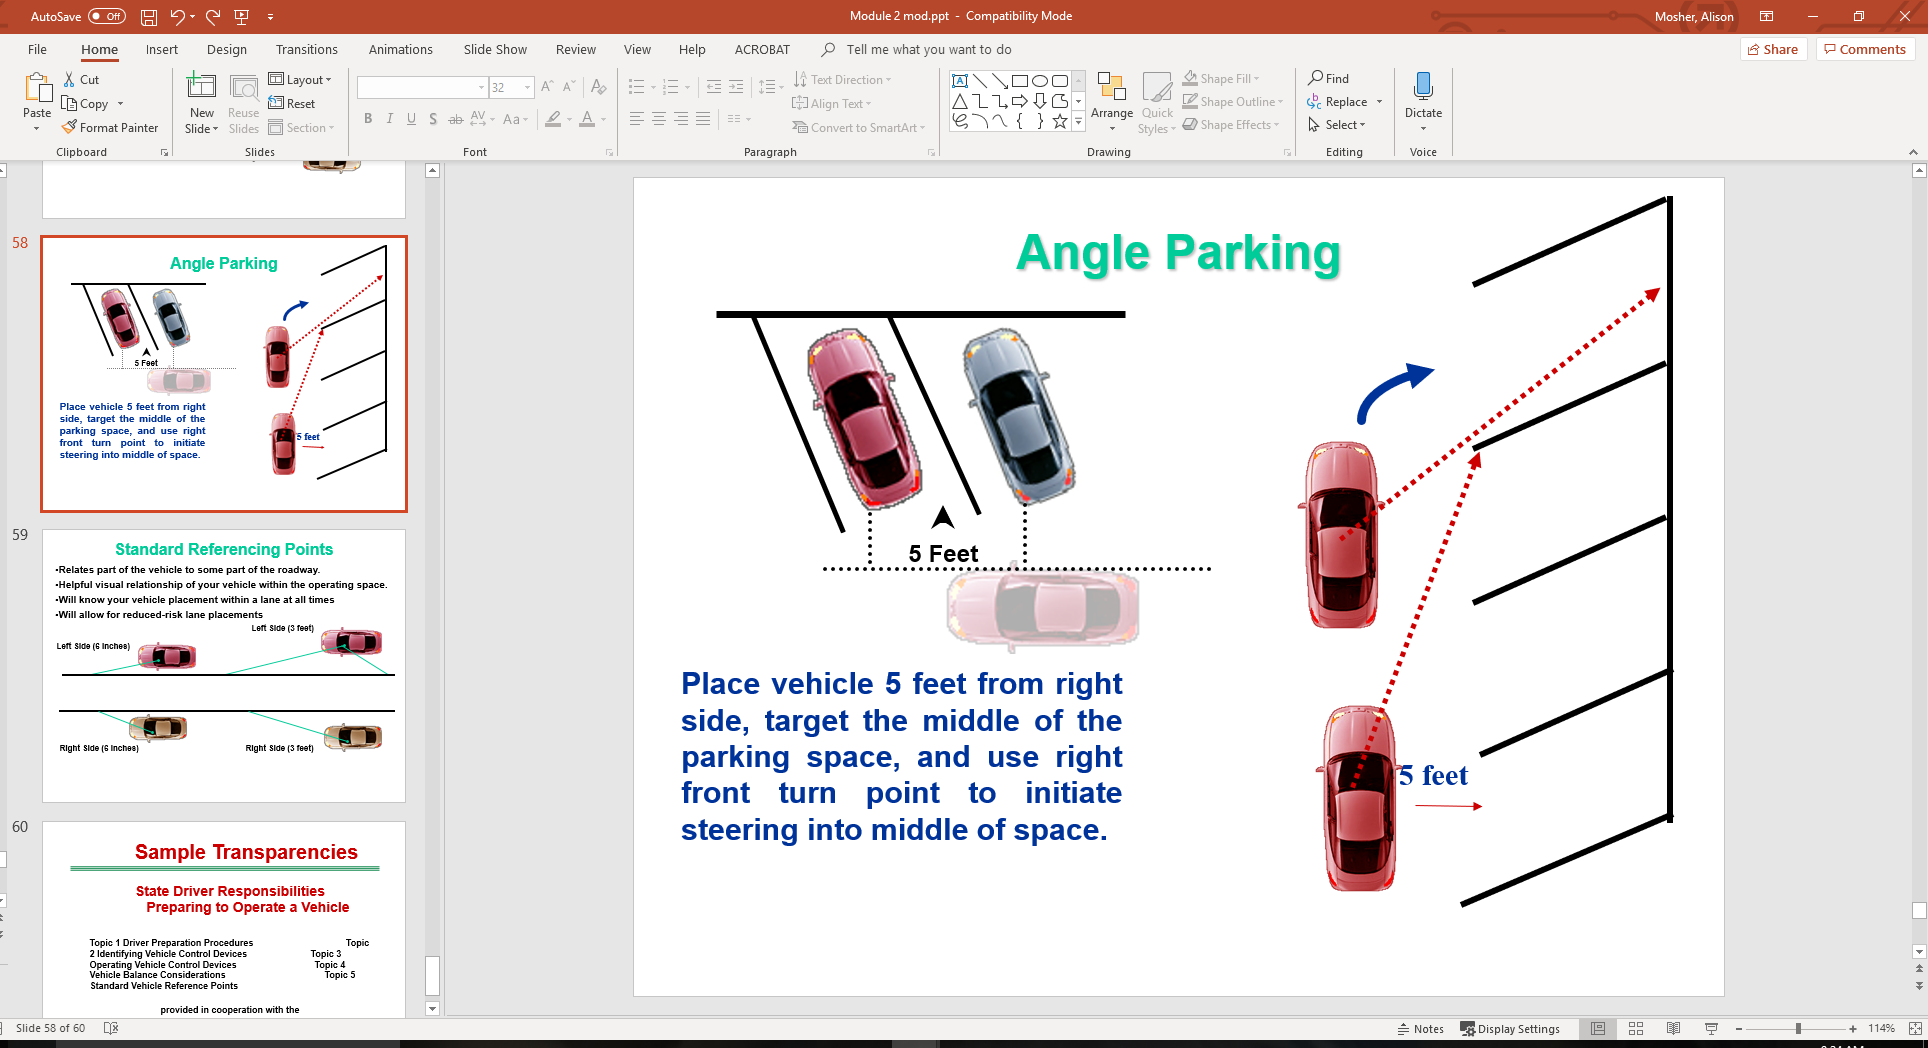 AutoSave Off
Module 2 mod.ppt - Compatibility Mode
Mosher, Alison
File Home Insert Design Transitions Animations Slide Show Review View Help ACROBAT Tell me what you want to do
Share Comments
Paste
Cut
Copy
Format Painter
Clipboard
New Slide
Reuse Slides
Layout
Reset
Section
Slides
32
B I U S ab AV Aa A
Font
Text Direction
Align Text
Convert to SmartArt
Paragraph
Arrange
Quick Styles
Shape Fill
Shape Outline
Shape Effects
Drawing
Find
Replace
Select
Editing
Dictate
Voice
58
Angle Parking
5 Feet
5 feet
Place vehicle 5 feet from right
side, target the middle of the
parking space, and use right
front turn point to initiate
steering into middle of space.
59
Standard Referencing Points
•Relates part of the vehicle to some part of the roadway.
•Helpful visual relationship of your vehicle within the operating space.
•Will know your vehicle placement within a lane at all times
•Will allow for reduced-risk lane placements
Left Side (3 feet)
Left Side (6 inches)
Right Side (6 inches)
Right Side (3 feet)
60
Sample Transparencies
State Driver Responsibilities
Preparing to Operate a Vehicle
Topic 1 Driver Preparation Procedures Topic
2 Identifying Vehicle Control Devices Topic 3
Operating Vehicle Control Devices Topic 4
Vehicle Balance Considerations Topic 5
Standard Vehicle Reference Points
provided in cooperation with the
Angle Parking
5 Feet
Place vehicle 5 feet from right
side, target the middle of the
parking space, and use right
front turn point to initiate
steering into middle of space.
5 feet
Slide 58 of 60
Notes
Display Settings
114%